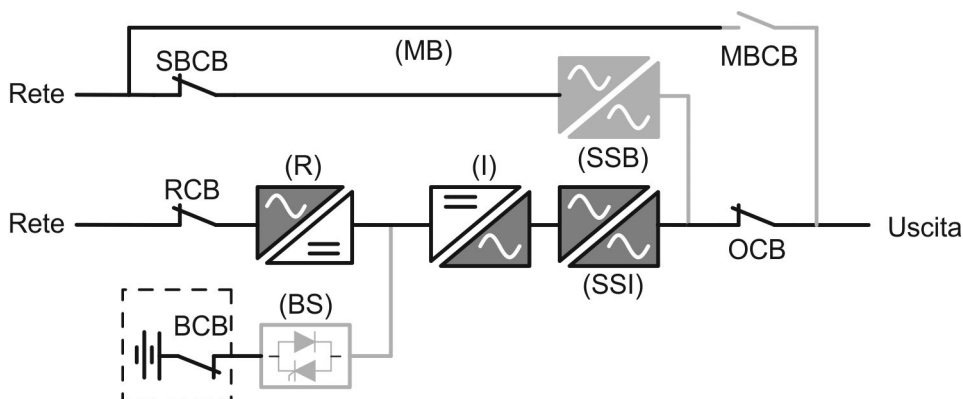 (MB)
MBCB
SBCB
Rete
(SSB)
(R)
(I)
RCB
Rete
Uscita
OCB
(SSI)
(BS)
BCB